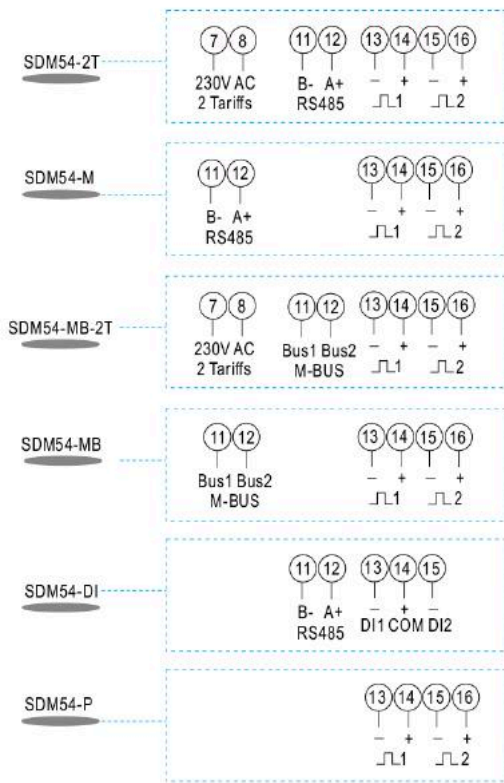 SDM54-2T
7 8 11 12 13 14 15 16
230V AC B- A+ – + – +
2 Tariffs RS485 1 2
SDM54-M
11 12 13 14 15 16
B- A+ – + – +
RS485 1 2
SDM54-MB-2T
7 8 11 12 13 14 15 16
230V AC Bus1 Bus2 – + – +
2 Tariffs M-BUS 1 2
SDM54-MB
11 12 13 14 15 16
Bus1 Bus2 – + – +
M-BUS 1 2
SDM54-DI
11 12 13 14 15
B- A+ – + –
RS485 DI1 COM DI2
SDM54-P
13 14 15 16
– + – +
1 2